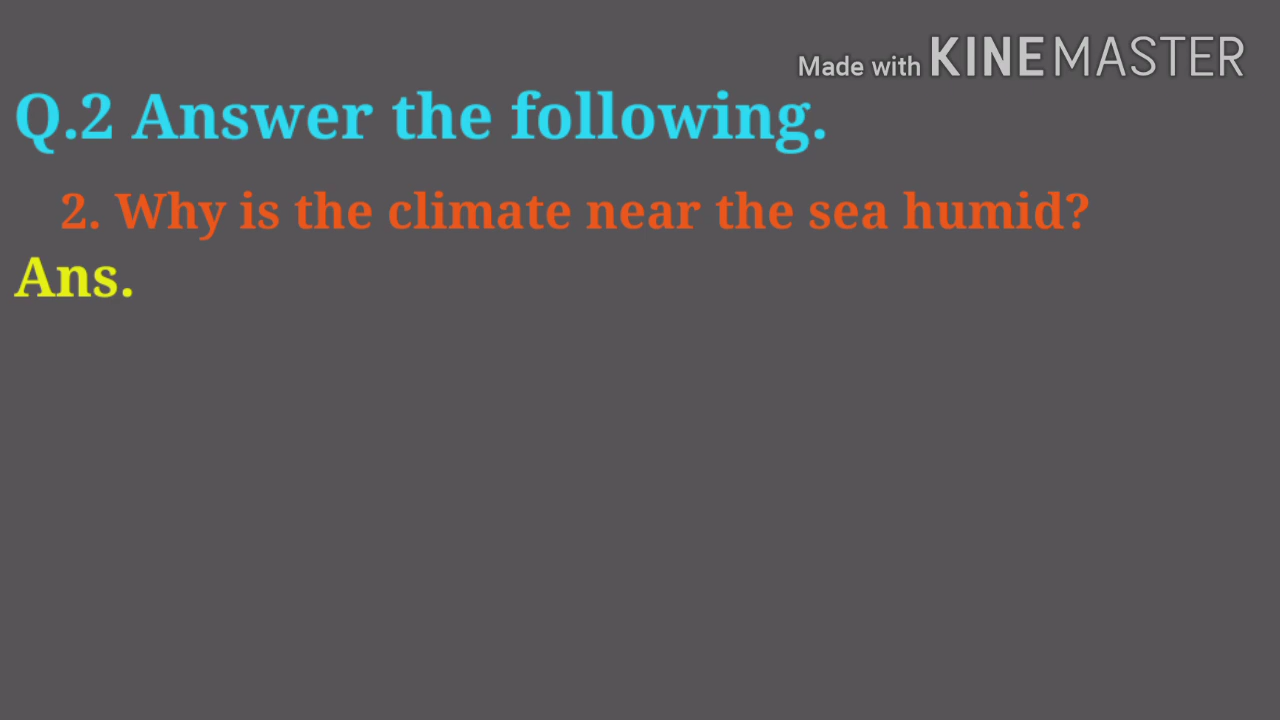 Made with KINEMASTER
Q.2 Answer the following.
2. Why is the climate near the sea humid?
Ans.